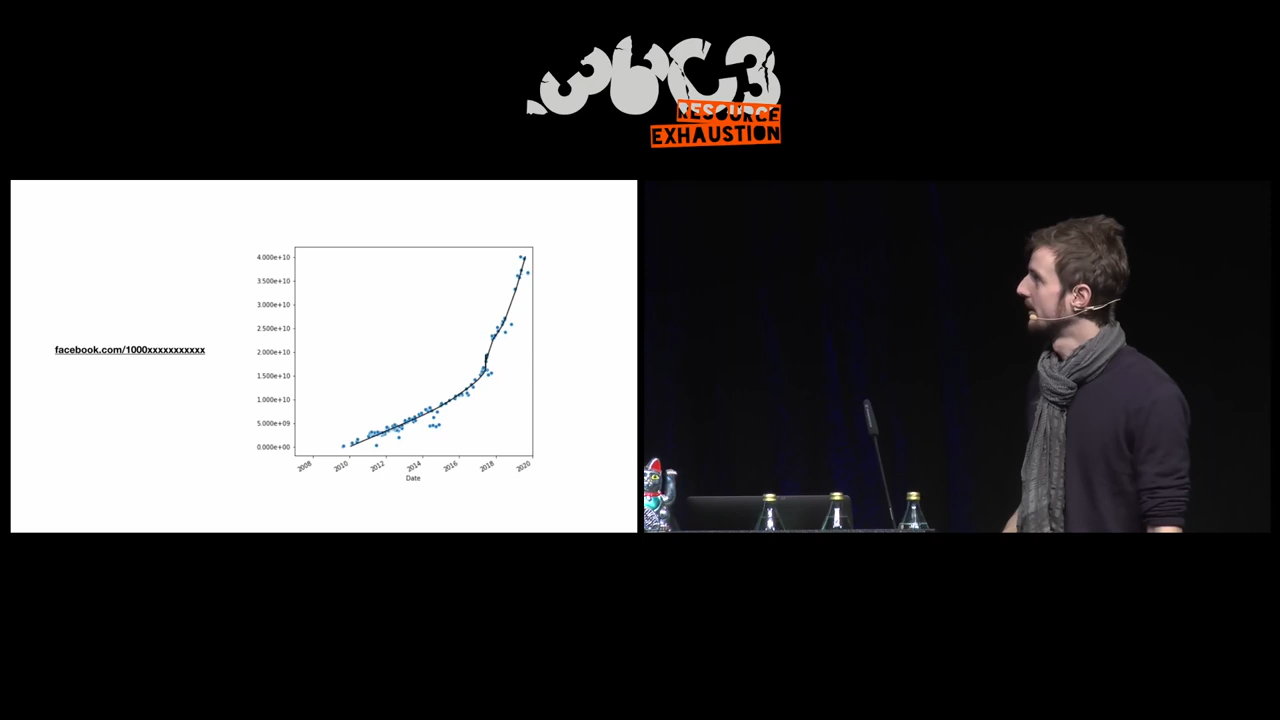 36C3
RESOURCE
EXHAUSTION
facebook.com/1000xxxxxxxxxxx
4.000e+10
3.500e+10
3.000e+10
2.500e+10
2.000e+10
1.500e+10
1.000e+10
5.000e+09
0.000e+00
2008
2010
2012
2014
2016
2018
2020
Date